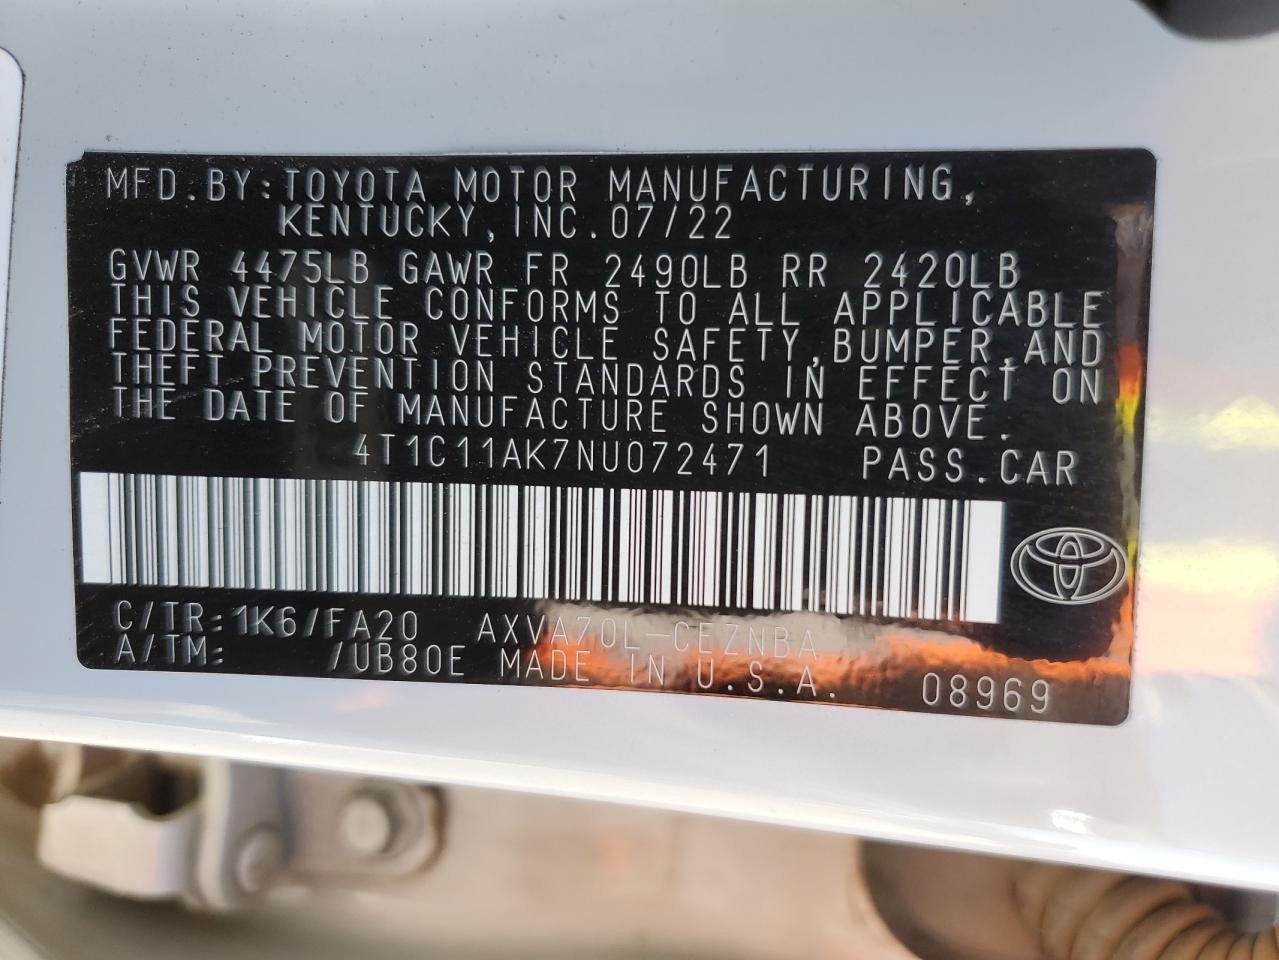 MFD.BY:TOYOTA MOTOR MANUFACTURING,
KENTUCKY,INC.07/22
GVWR 4475LB GAWR FR 2490LB RR 2420LB
THIS VEHICLE CONFORMS TO ALL APPLICABLE
FEDERAL MOTOR VEHICLE SAFETY,BUMPER,AND
THEFT PREVENTION STANDARDS IN EFFECT ON
THE DATE OF MANUFACTURE SHOWN ABOVE.
4T1C11AK7NU072471 PASS.CAR
C/TR:1K6/FA20 AXVA70L-CEZNBA
A/TM: /UB80E MADE IN U.S.A. 08969